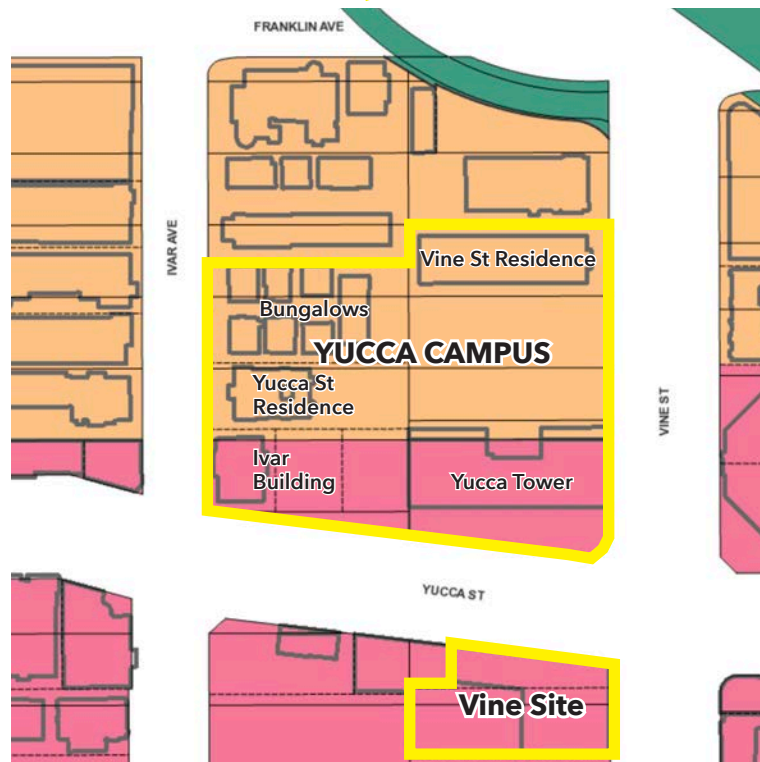 FRANKLIN AVE
IVAR AVE
Vine St Residence
Bungalows
YUCCA CAMPUS
Yucca St
Residence
VINE ST
Ivar
Building
Yucca Tower
YUCCA ST
Vine Site